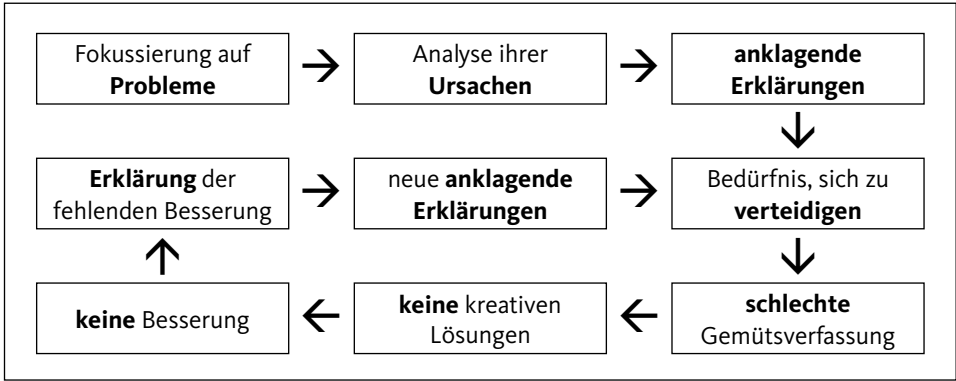 Fokussierung auf
Probleme
Analyse ihrer
Ursachen
anklagende
Erklärungen
Erklärung der
fehlenden Besserung
neue anklagende
Erklärungen
Bedürfnis, sich zu
verteidigen
keine Besserung
keine kreativen
Lösungen
schlechte
Gemütsverfassung